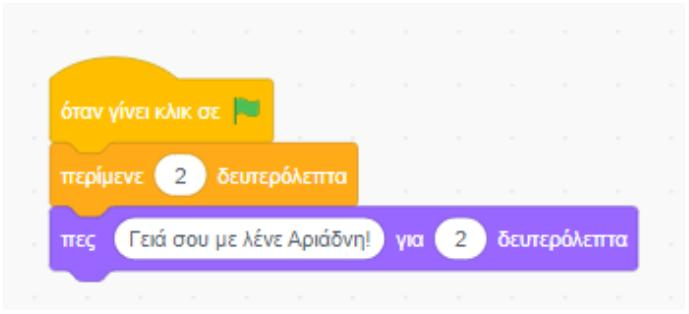 όταν γίνει κλικ σε
περίμενε 2 δευτερόλεπτα
πες Γειά σου με λένε Αριάδνη! για 2 δευτερόλεπτα